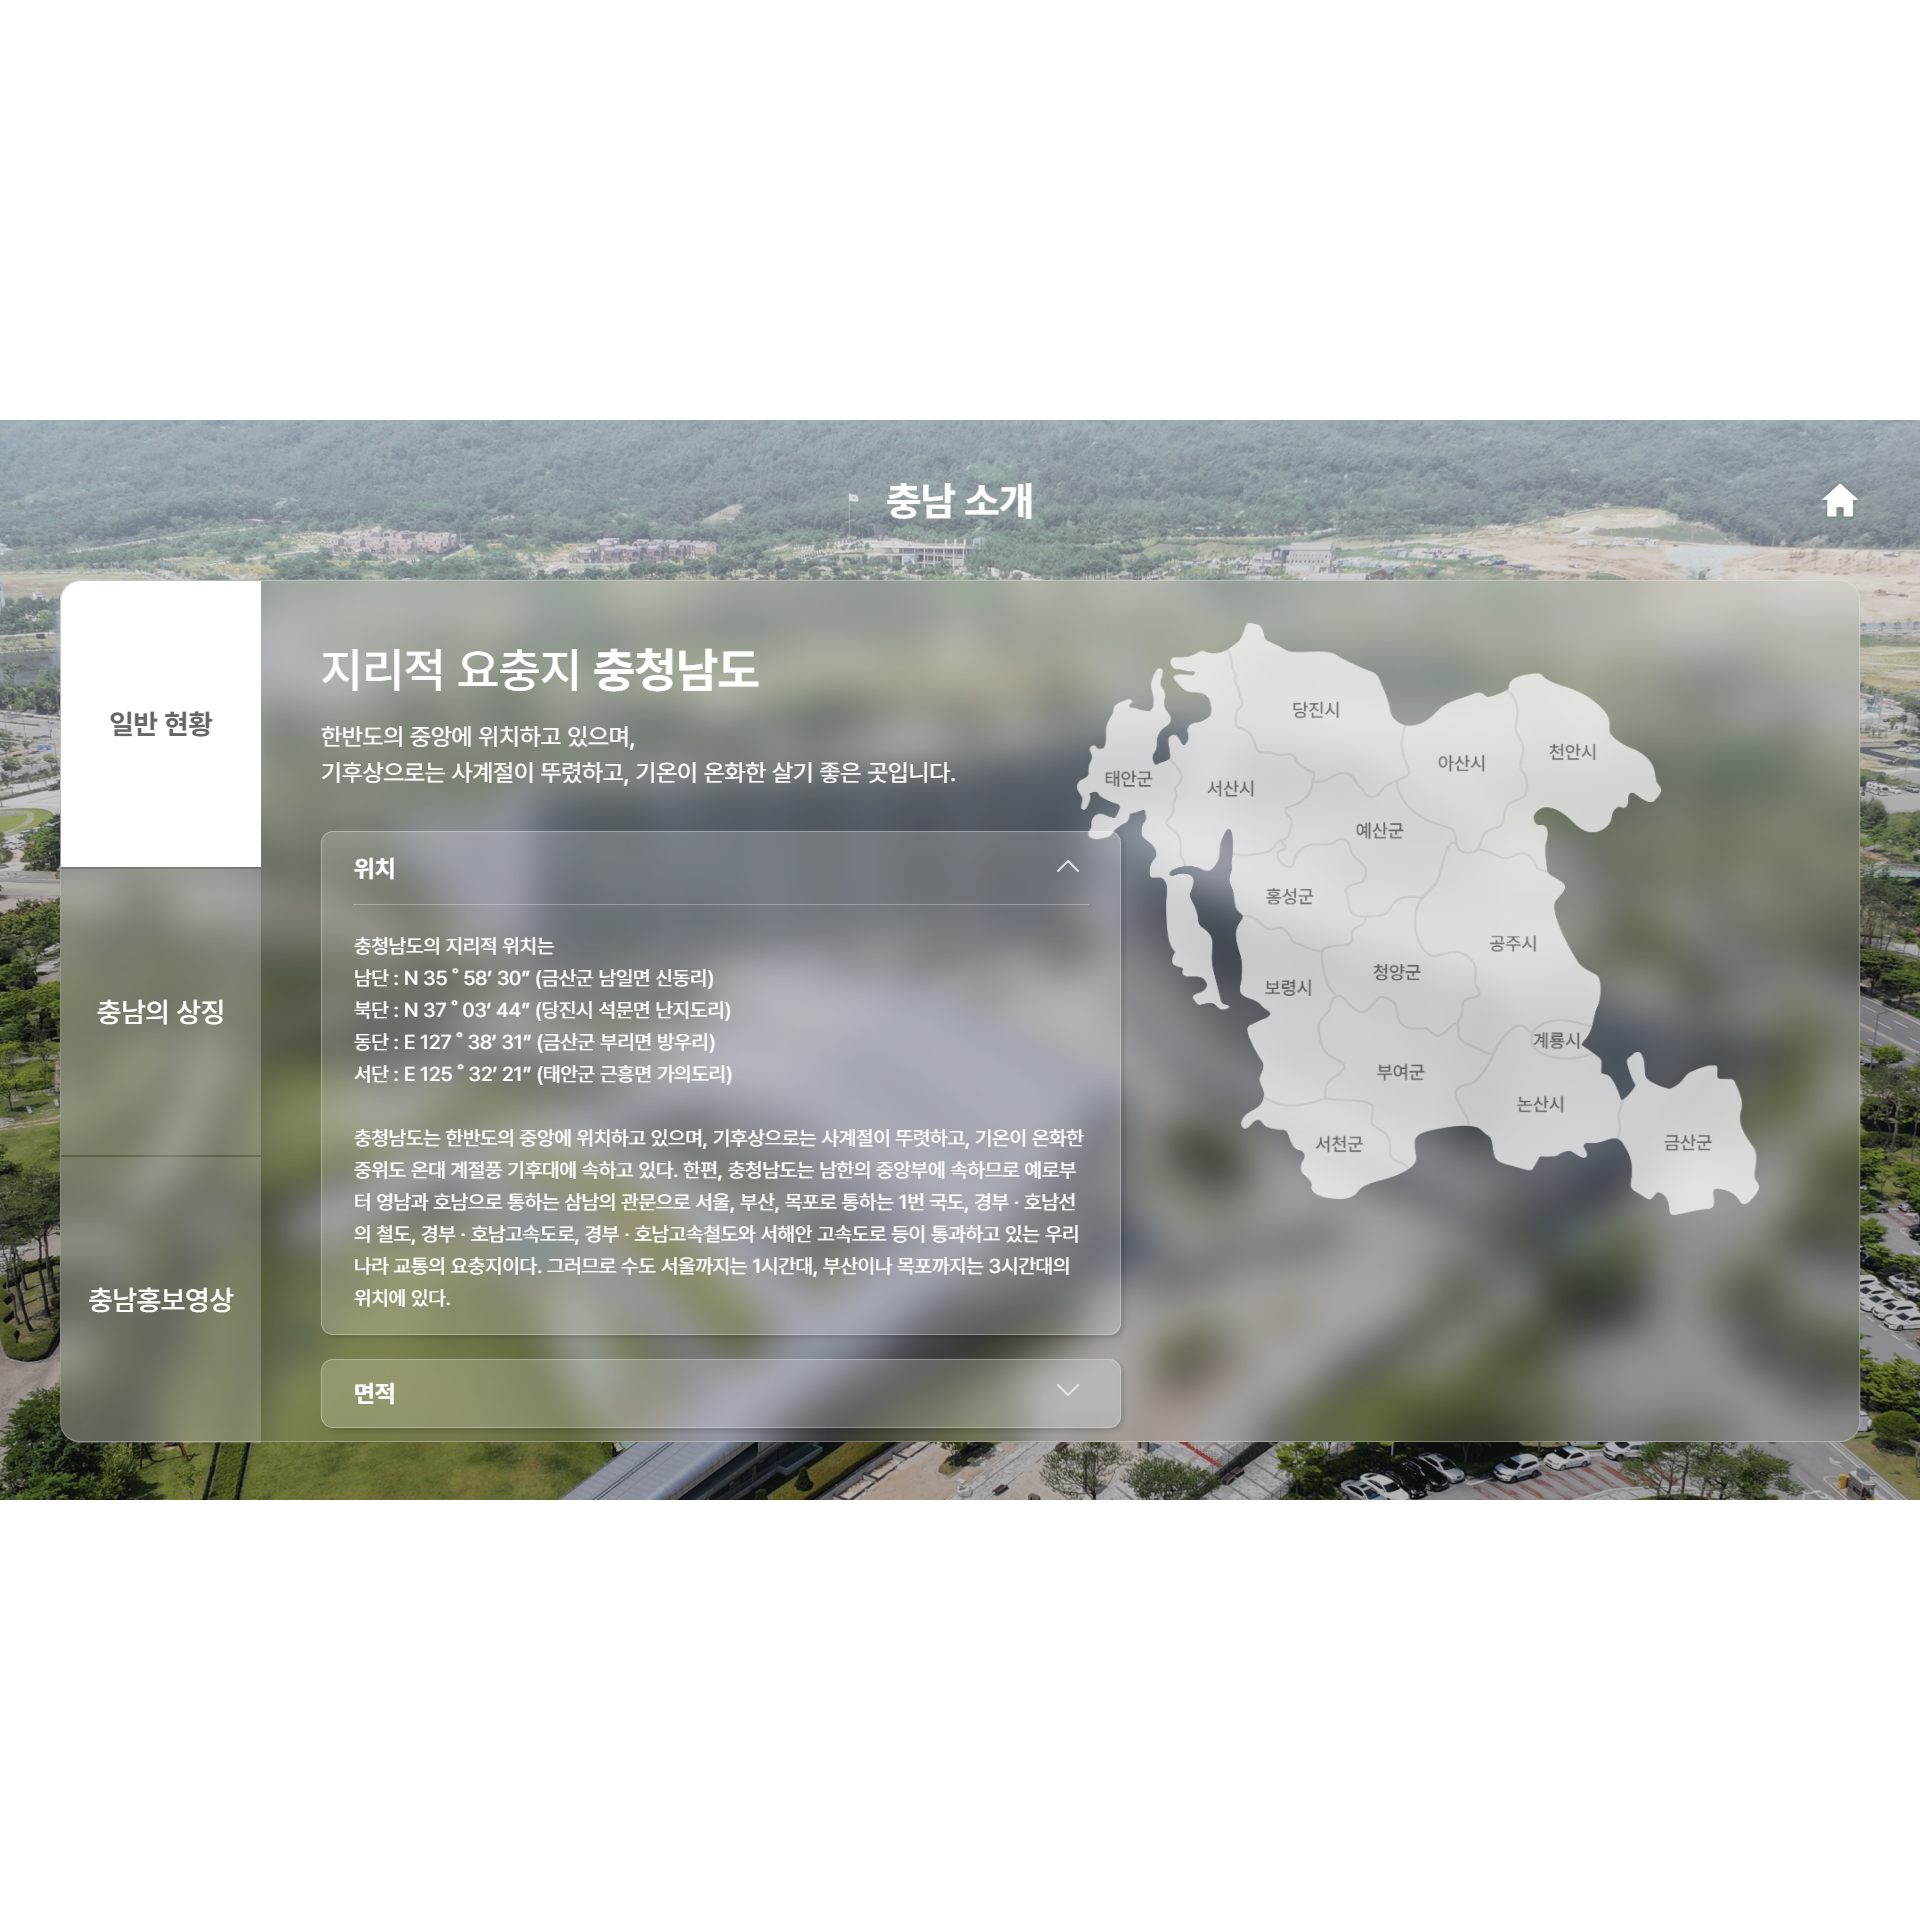 충남 소개
일반 현황
충남의 상징
충남홍보영상
지리적 요충지 충청남도
한반도의 중앙에 위치하고 있으며,
기후상으로는 사계절이 뚜렸하고, 기온이 온화한 살기 좋은 곳입니다.
위치
충청남도의 지리적 위치는
남단 : N 35 ˚ 58′ 30″ (금산군 남일면 신동리)
북단 : N 37 ˚ 03′ 44″ (당진시 석문면 난지도리)
동단 : E 127 ˚ 38′ 31″ (금산군 부리면 방우리)
서단 : E 125 ˚ 32′ 21″ (태안군 근흥면 가의도리)
충청남도는 한반도의 중앙에 위치하고 있으며, 기후상으로는 사계절이 뚜렷하고, 기온이 온화한
중위도 온대 계절풍 기후대에 속하고 있다. 한편, 충청남도는 남한의 중앙부에 속하므로 예로부
터 영남과 호남으로 통하는 삼남의 관문으로 서울, 부산, 목포로 통하는 1번 국도, 경부 · 호남선
의 철도, 경부 · 호남고속도로, 경부 · 호남고속철도와 서해안 고속도로 등이 통과하고 있는 우리
나라 교통의 요충지이다. 그러므로 수도 서울까지는 1시간대, 부산이나 목포까지는 3시간대의
위치에 있다.
면적
당진시
천안시
아산시
태안군
서산시
예산군
홍성군
공주시
청양군
보령시
계룡시
부여군
논산시
서천군
금산군